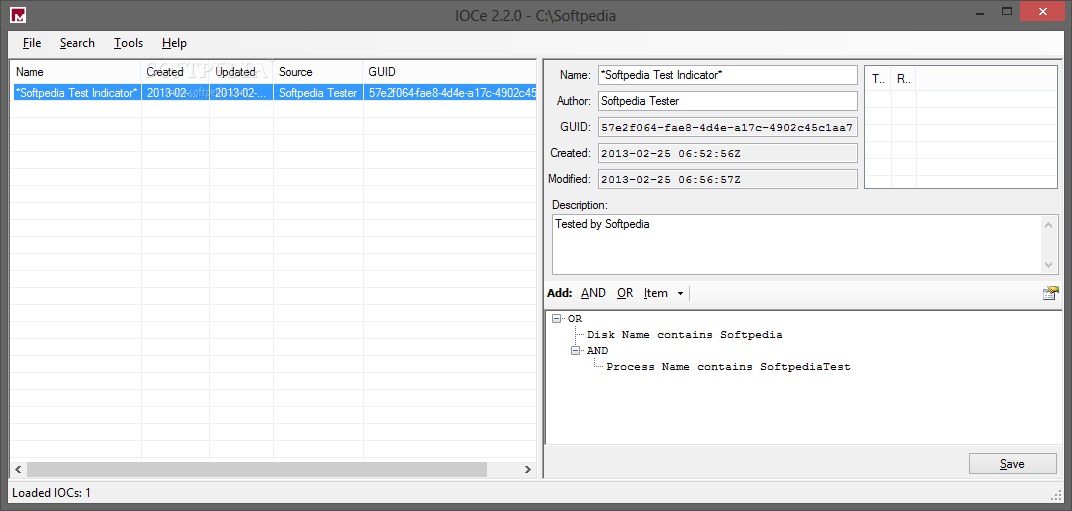 IOCe 2.2.0 - C:\Softpedia
File Search Tools Help
SOFTPEDIA
Name Created Updated Source GUID
*Softpedia Test Indicator* 2013-02-... 2013-02-... Softpedia Tester 57e2f064-fae8-4d4e-a17c-4902c45
Name: *Softpedia Test Indicator*
Author: Softpedia Tester
GUID: 57e2f064-fae8-4d4e-a17c-4902c45c1aa7
Created: 2013-02-25 06:52:56Z
Modified: 2013-02-25 06:56:57Z
T.. R..
Description:
Tested by Softpedia
Add: AND OR Item
OR
Disk Name contains Softpedia
AND
Process Name contains SoftpediaTest
Save
Loaded IOCs: 1